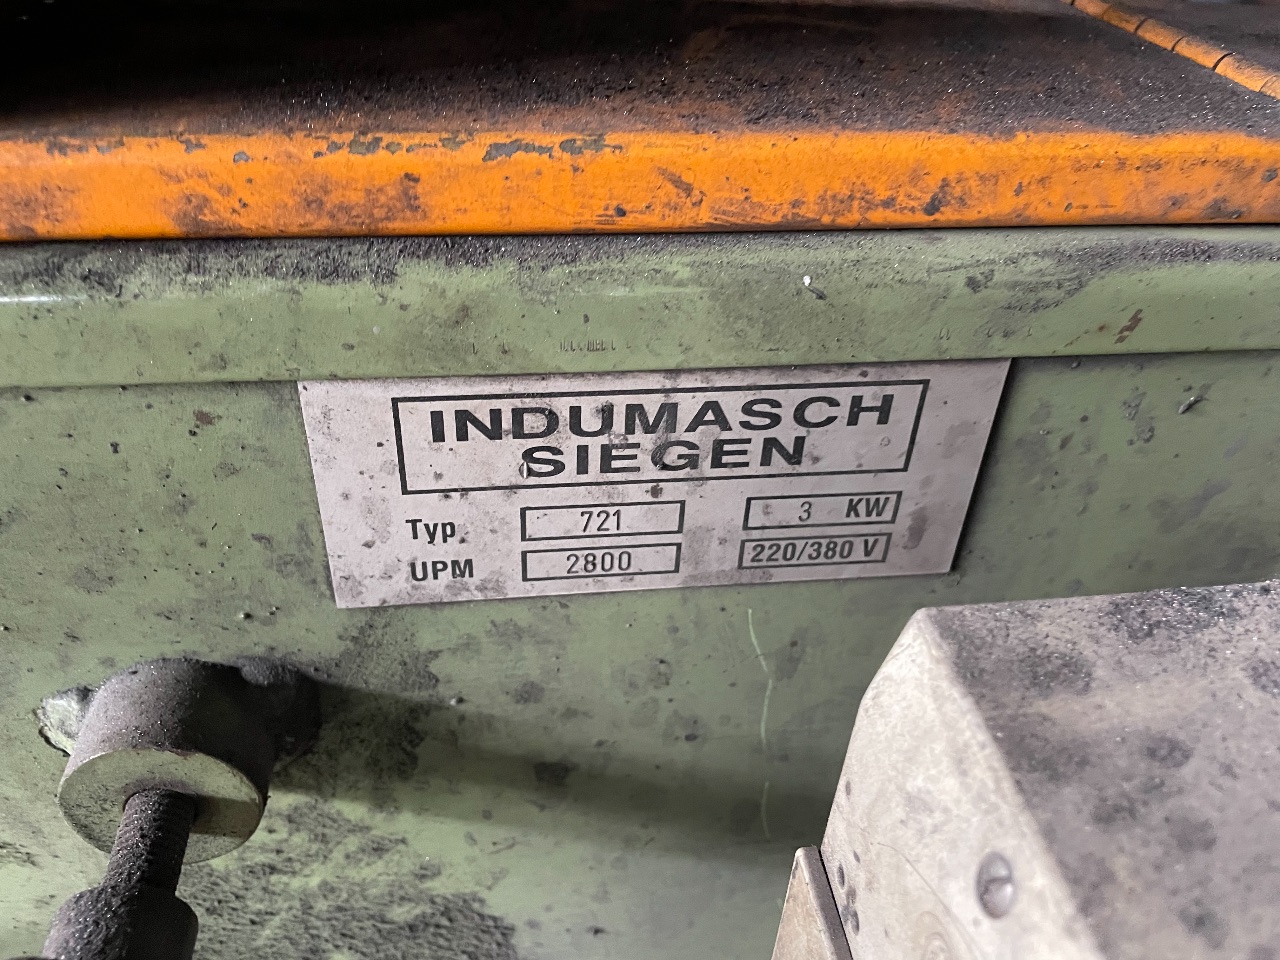 INDUMASCH
SIEGEN
Typ 721 3 KW
UPM 2800 220/380 V